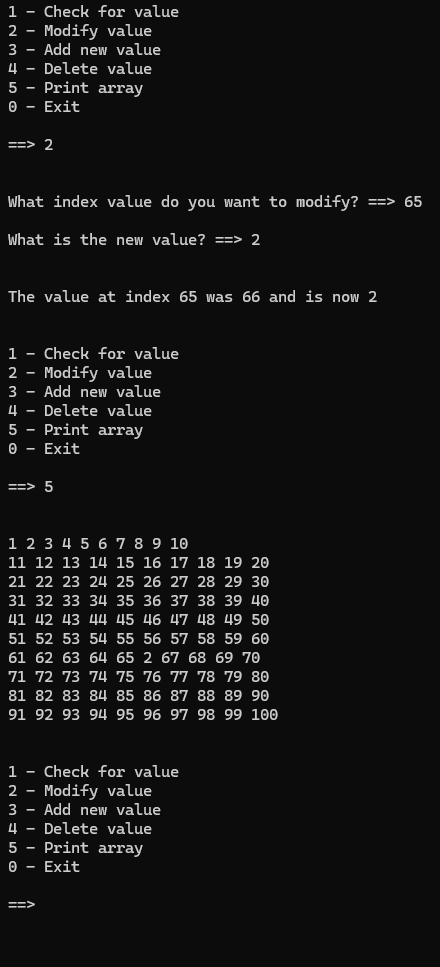 1 - Check for value
2 - Modify value
3 - Add new value
4 - Delete value
5 - Print array
0 - Exit
==> 2
What index value do you want to modify? ==> 65
What is the new value? ==> 2
The value at index 65 was 66 and is now 2
1 - Check for value
2 - Modify value
3 - Add new value
4 - Delete value
5 - Print array
0 - Exit
==> 5
1 2 3 4 5 6 7 8 9 10
11 12 13 14 15 16 17 18 19 20
21 22 23 24 25 26 27 28 29 30
31 32 33 34 35 36 37 38 39 40
41 42 43 44 45 46 47 48 49 50
51 52 53 54 55 56 57 58 59 60
61 62 63 64 65 2 67 68 69 70
71 72 73 74 75 76 77 78 79 80
81 82 83 84 85 86 87 88 89 90
91 92 93 94 95 96 97 98 99 100
1 - Check for value
2 - Modify value
3 - Add new value
4 - Delete value
5 - Print array
0 - Exit
==>